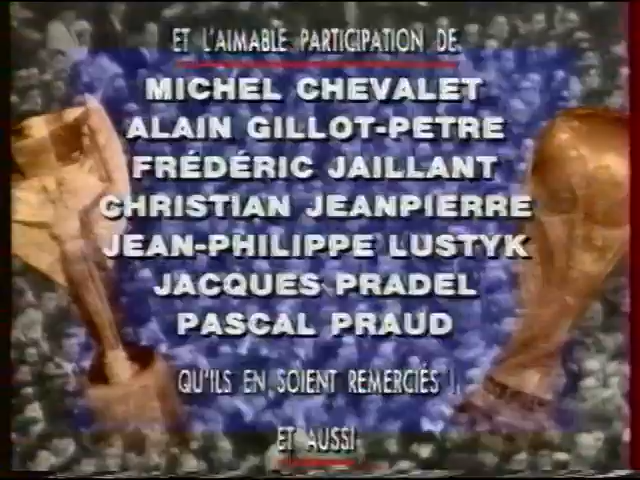 ET L'AIMABLE PARTICIPATION DE
MICHEL CHEVALET
ALAIN GILLOT-PETRE
FRÉDÉRIC JAILLANT
CHRISTIAN JEANPIERRE
JEAN-PHILIPPE LUSTYK
JACQUES PRADEL
PASCAL PRAUD
QU'ILS EN SOIENT REMERCIÉS !
ET AUSSI